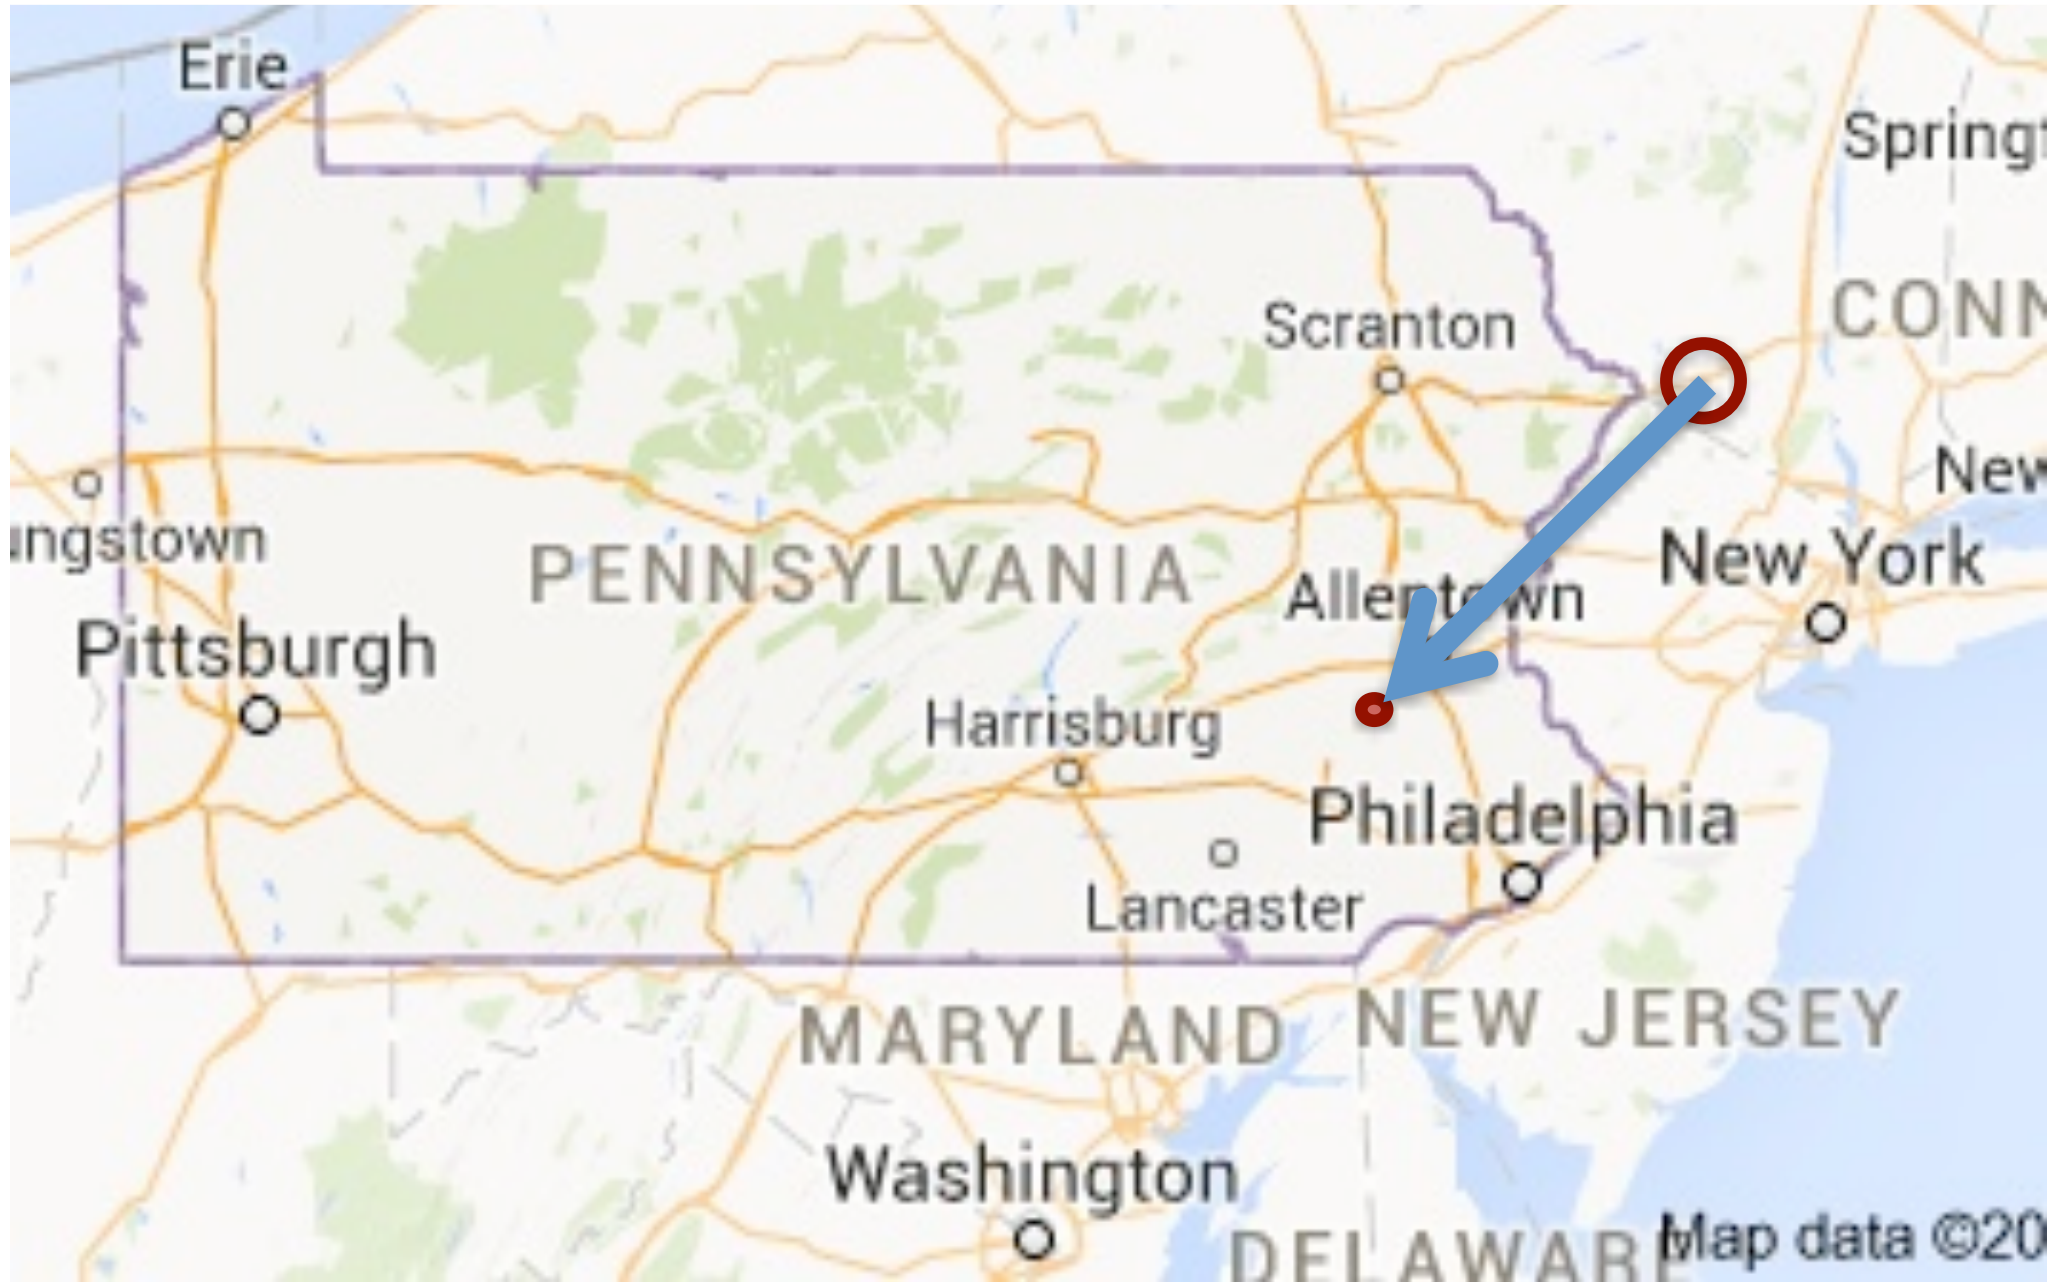 Erie
Springf
CONN
Scranton
New
ungstown
PENNSYLVANIA
Allentown
New York
Pittsburgh
Harrisburg
Philadelphia
Lancaster
MARYLAND
NEW JERSEY
Washington
DELAWARE
Map data ©20